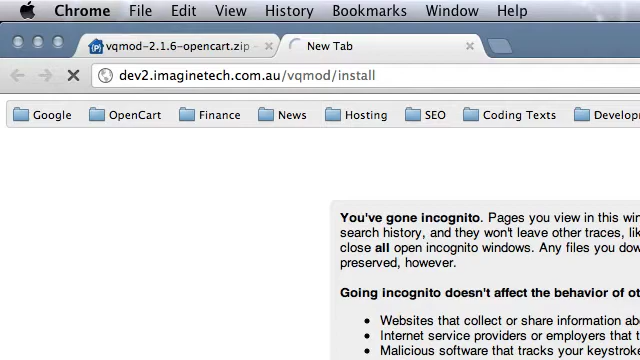 Chrome File Edit View History Bookmarks Window Help
vqmod-2.1.6-opencart.zip - New Tab
dev2.imaginetech.com.au/vqmod/install
Google OpenCart Finance News Hosting SEO Coding Texts Develop
You've gone incognito. Pages you view in this win
search history, and they won't leave other traces, lik
close all open incognito windows. Any files you dow
preserved, however.
Going incognito doesn't affect the behavior of ot
• Websites that collect or share information abo
• Internet service providers or employers that t
• Malicious software that tracks your keystroke